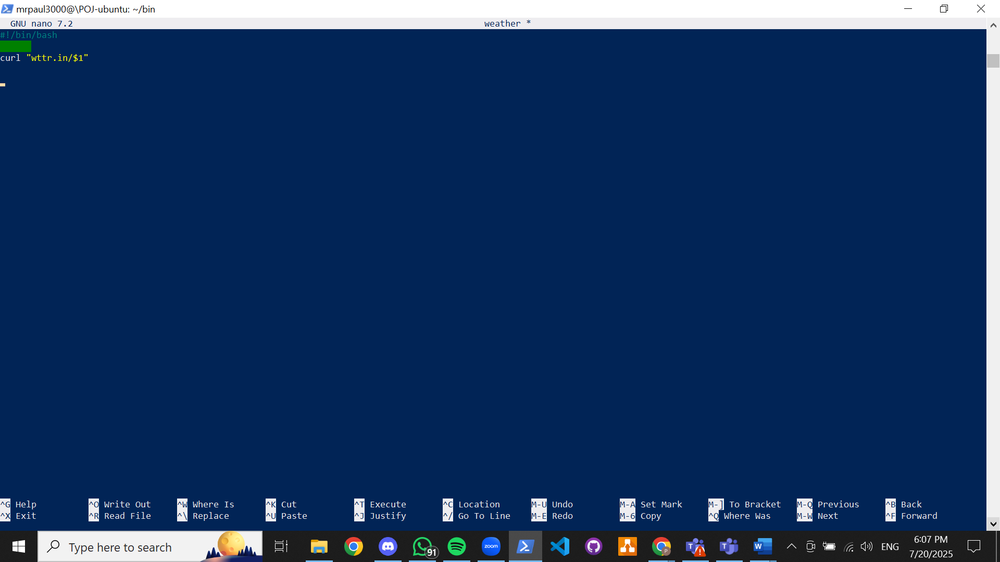 mrpaul3000@\POJ-ubuntu: ~/bin
GNU nano 7.2 weather *
#!/bin/bash
curl "wttr.in/$1"
^G Help ^O Write Out ^W Where Is ^K Cut ^T Execute ^C Location M-U Undo M-A Set Mark M-] To Bracket M-Q Previous ^B Back
^X Exit ^R Read File ^\ Replace ^U Paste ^J Justify ^/ Go To Line M-E Redo M-6 Copy ^Q Where Was M-W Next ^F Forward
Type here to search
91
zoom
P
T
T
W
ENG
6:07 PM
7/20/2025